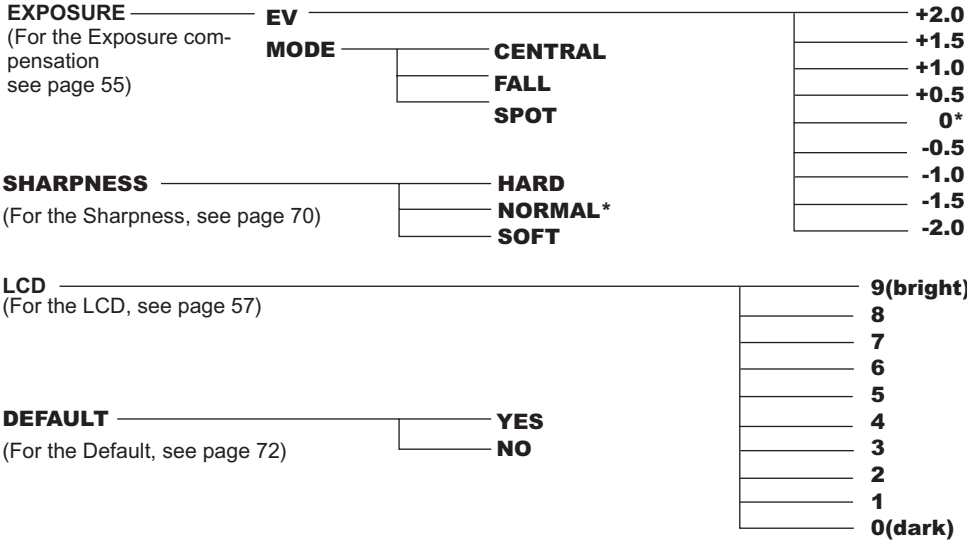 EXPOSURE
(For the Exposure com-
pensation
see page 55)
EV
+2.0
+1.5
+1.0
+0.5
0*
-0.5
-1.0
-1.5
-2.0
MODE
CENTRAL
FALL
SPOT
SHARPNESS
(For the Sharpness, see page 70)
HARD
NORMAL*
SOFT
LCD
(For the LCD, see page 57)
9(bright)
8
7
6
5
4
3
2
1
0(dark)
DEFAULT
(For the Default, see page 72)
YES
NO